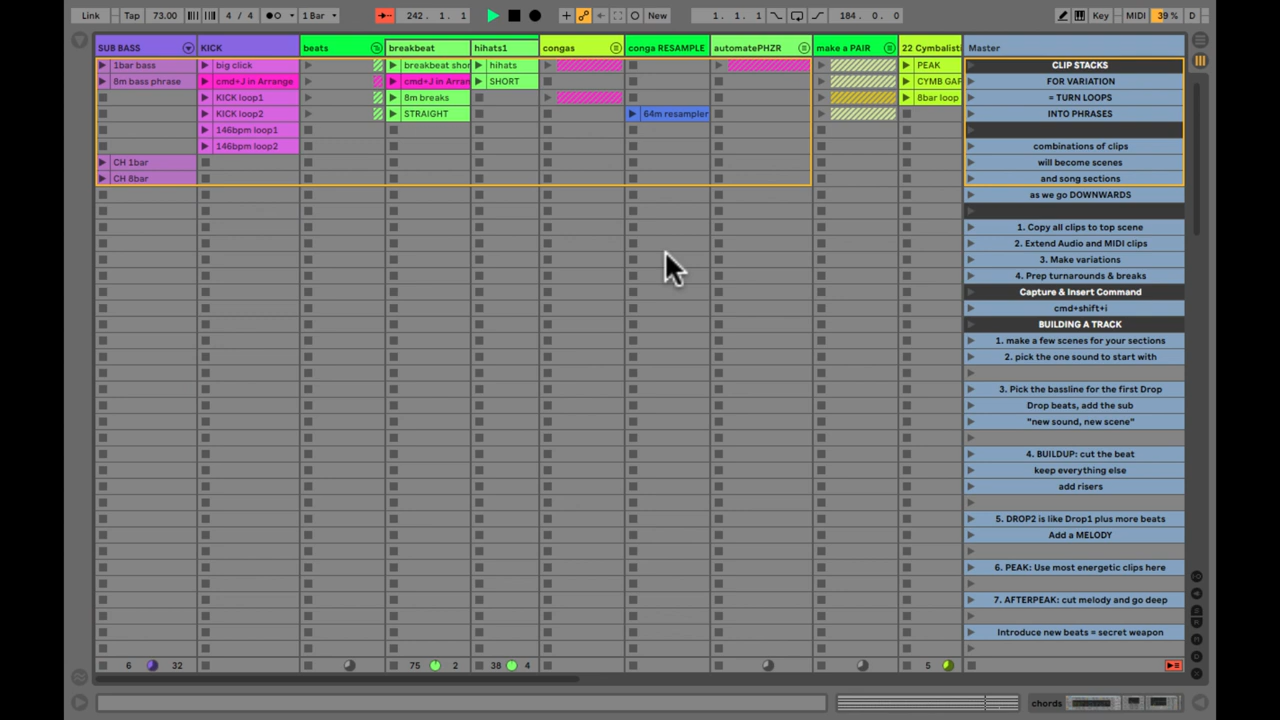 Link Tap 73.00 4 / 4 1 Bar 242. 1. 1 New 1. 1. 1 184. 0. 0 Key MIDI 39 % D
SUB BASS KICK beats breakbeat hihats1 congas conga RESAMPLE automatePHZR make a PAIR 22 Cymbalisti Master
1bar bass big click breakbeat shor hihats PEAK CLIP STACKS
8m bass phrase cmd+J in Arrange cmd+J in Arran SHORT CYMB GAP FOR VARIATION
KICK loop1 8m breaks 8bar loop = TURN LOOPS
KICK loop2 STRAIGHT 64m resampler INTO PHRASES
146bpm loop1
146bpm loop2 combinations of clips
CH 1bar will become scenes
CH 8bar and song sections
as we go DOWNWARDS
1. Copy all clips to top scene
2. Extend Audio and MIDI clips
3. Make variations
4. Prep turnarounds & breaks
Capture & Insert Command
cmd+shift+i
BUILDING A TRACK
1. make a few scenes for your sections
2. pick the one sound to start with
3. Pick the bassline for the first Drop
Drop beats, add the sub
"new sound, new scene"
4. BUILDUP: cut the beat
keep everything else
add risers
5. DROP2 is like Drop1 plus more beats
Add a MELODY
6. PEAK: Use most energetic clips here
7. AFTERPEAK: cut melody and go deep
Introduce new beats = secret weapon
6 32 75 2 38 4 5
chords